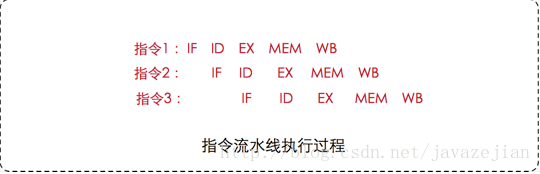 指令1： IF ID EX MEM WB
指令2： IF ID EX MEM WB
指令3： IF ID EX MEM WB
指令流水线执行过程
http://blog.csdn.net/javazejian